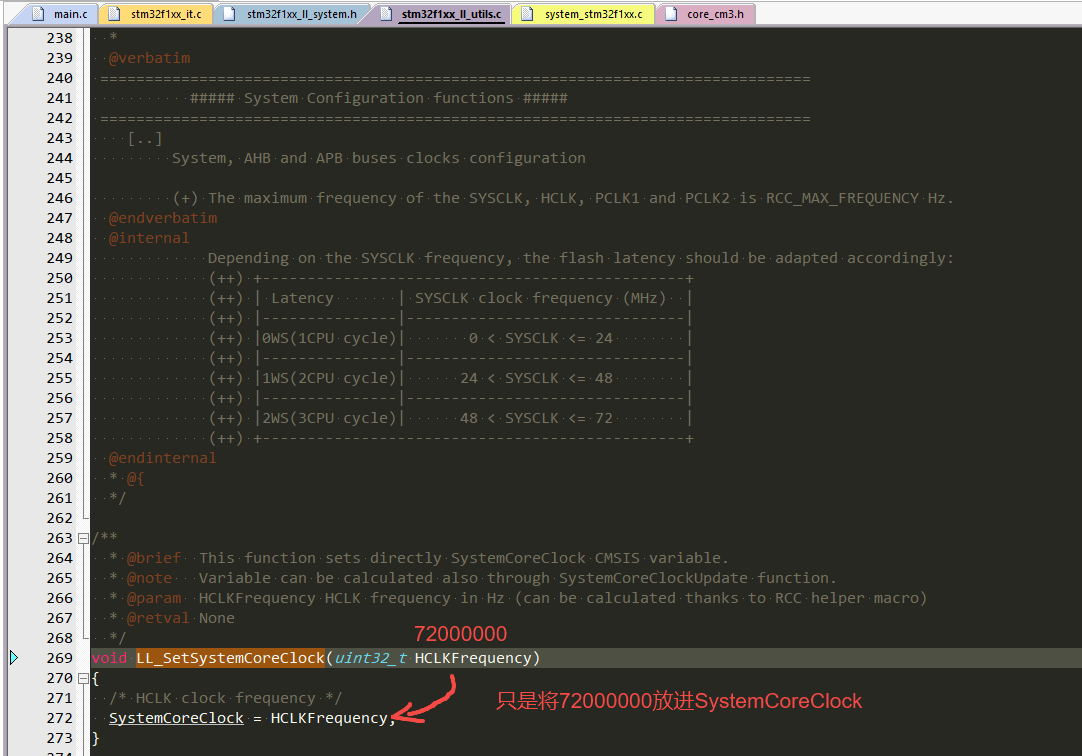 main.c stm32f1xx_it.c stm32f1xx_ll_system.h stm32f1xx_ll_utils.c system_stm32f1xx.c core_cm3.h
238 *
239 @verbatim
240 ===============================================================================
241 ##### System Configuration functions #####
242 ===============================================================================
243 [..]
244 System, AHB and APB buses clocks configuration
245
246 (+) The maximum frequency of the SYSCLK, HCLK, PCLK1 and PCLK2 is RCC_MAX_FREQUENCY Hz.
247 @endverbatim
248 @internal
249 Depending on the SYSCLK frequency, the flash latency should be adapted accordingly:
250 (++) +-----------------------------------------------+
251 (++) | Latency | SYSCLK clock frequency (MHz) |
252 (++) |---------------|-------------------------------|
253 (++) |0WS(1CPU cycle)| 0 < SYSCLK <= 24 |
254 (++) |---------------|-------------------------------|
255 (++) |1WS(2CPU cycle)| 24 < SYSCLK <= 48 |
256 (++) |---------------|-------------------------------|
257 (++) |2WS(3CPU cycle)| 48 < SYSCLK <= 72 |
258 (++) +-----------------------------------------------+
259 @endinternal
260 * @{
261 */
262
263 /**
264 * @brief This function sets directly SystemCoreClock CMSIS variable.
265 * @note Variable can be calculated also through SystemCoreClockUpdate function.
266 * @param HCLKFrequency HCLK frequency in Hz (can be calculated thanks to RCC helper macro)
267 * @retval None
268 */
72000000
269 void LL_SetSystemCoreClock(uint32_t HCLKFrequency)
270 {
271 /* HCLK clock frequency */
只是将72000000放进SystemCoreClock
272 SystemCoreClock = HCLKFrequency;
273 }